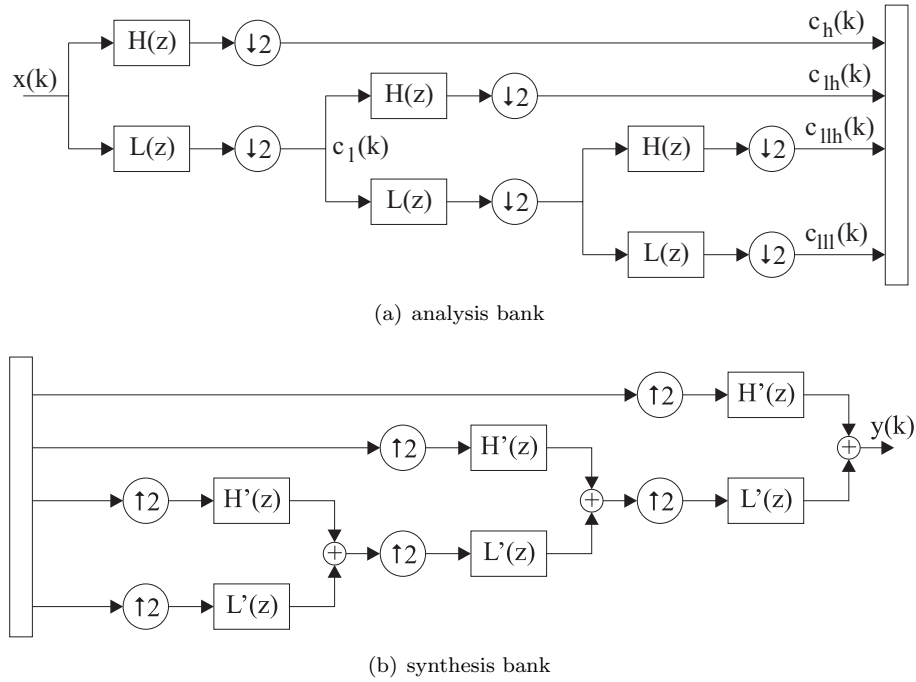 H(z) ↓2 c_h(k)
x(k)
H(z) ↓2 c_lh(k)
L(z) ↓2 c_l(k) H(z) ↓2 c_llh(k)
L(z) ↓2
L(z) ↓2 c_lll(k)
(a) analysis bank
↑2 H'(z)
↑2 H'(z) + y(k)
↑2 H'(z) + ↑2 L'(z)
+ ↑2 L'(z)
↑2 L'(z)
(b) synthesis bank